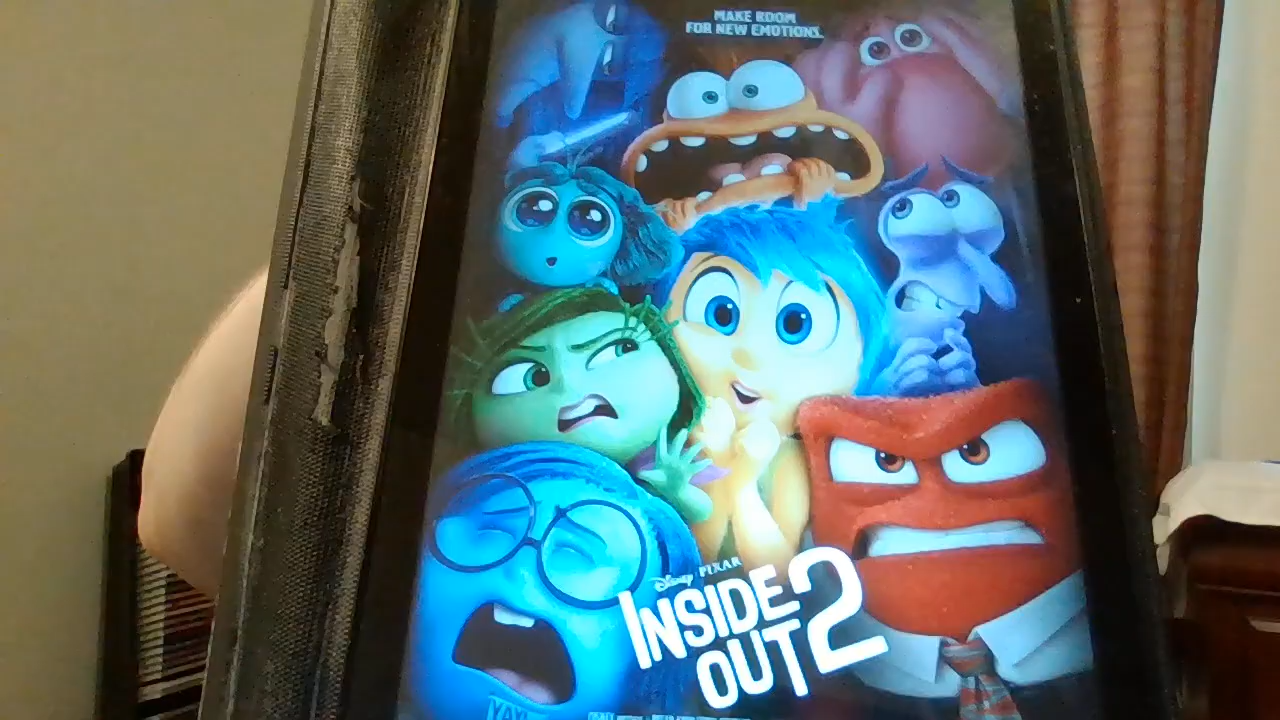 MAKE ROOM
FOR NEW EMOTIONS.
Disney PIXAR
INSIDE
OUT 2